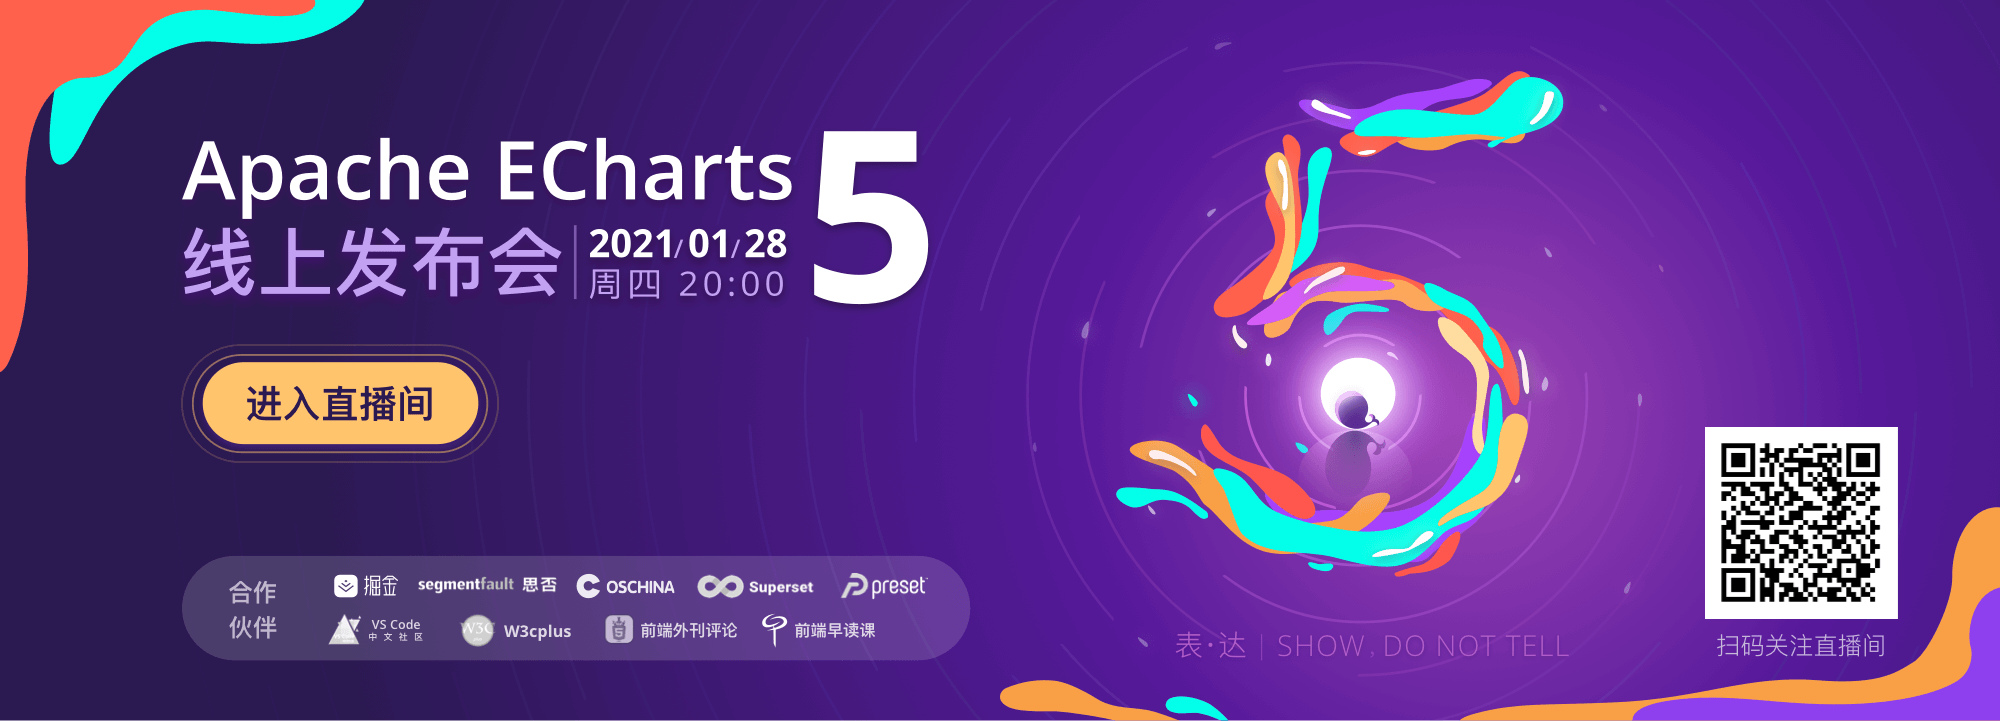 Apache ECharts 5
线上发布会
2021/01/28
周四 20:00
进入直播间
合作
伙伴
掘金 segmentfault 思否 OSCHINA Superset preset
VS Code
中文社区
W3C W3cplus 前端外刊评论 前端早读课
表·达 | SHOW, DO NOT TELL
扫码关注直播间